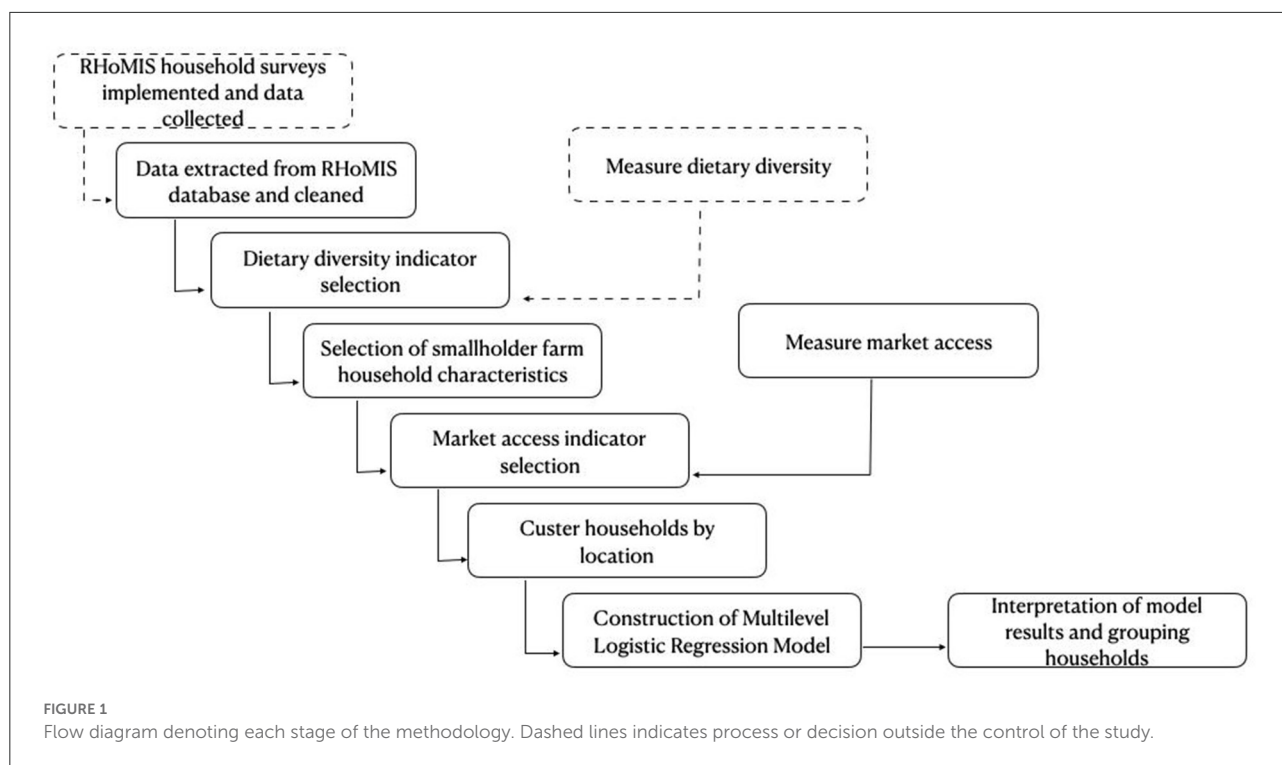 RHoMIS household surveys
implemented and data
collected
Data extracted from RHoMIS
database and cleaned
Measure dietary diversity
Dietary diversity indicator
selection
Selection of smallholder farm
household characteristics
Measure market access
Market access indicator
selection
Custer households by
location
Construction of Multilevel
Logistic Regression Model
Interpretation of model
results and grouping
households
FIGURE 1
Flow diagram denoting each stage of the methodology. Dashed lines indicates process or decision outside the control of the study.